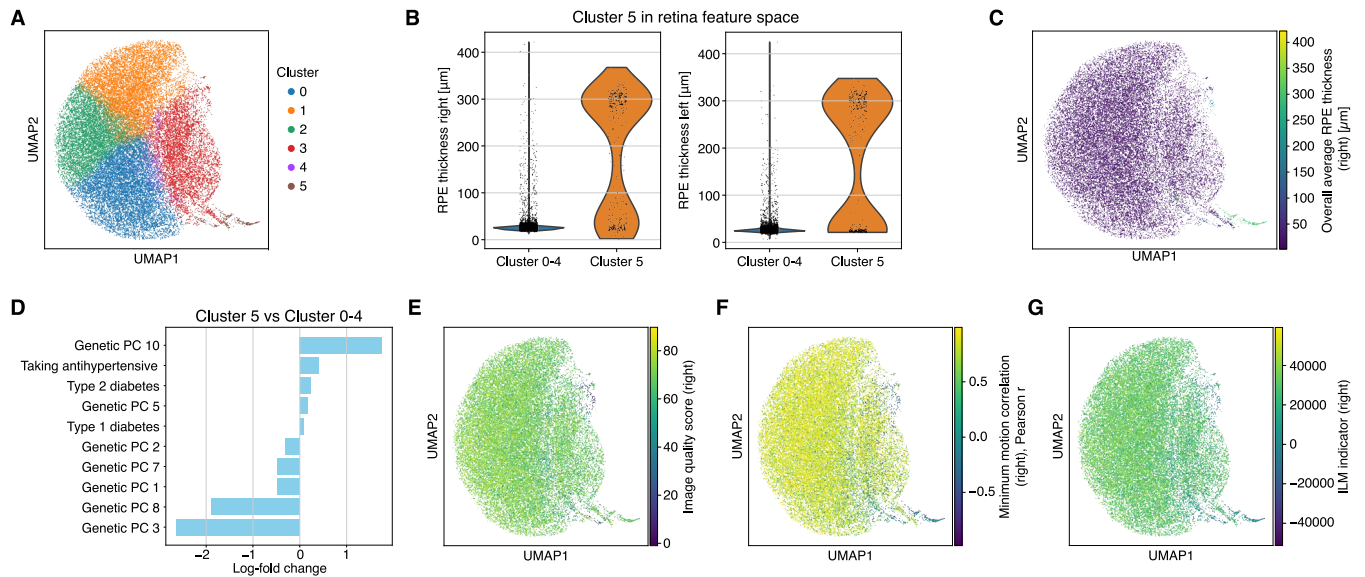 A
UMAP2
UMAP1
Cluster
0
1
2
3
4
5
B
Cluster 5 in retina feature space
RPE thickness right [µm]
400
300
200
100
0
Cluster 0-4
Cluster 5
RPE thickness left [µm]
400
300
200
100
0
Cluster 0-4
Cluster 5
C
UMAP2
UMAP1
400
350
300
250
200
150
100
50
Overall average RPE thickness
(right) [µm]
D
Cluster 5 vs Cluster 0-4
Genetic PC 10
Taking antihypertensive
Type 2 diabetes
Genetic PC 5
Type 1 diabetes
Genetic PC 2
Genetic PC 7
Genetic PC 1
Genetic PC 8
Genetic PC 3
−2
−1
0
1
Log-fold change
E
UMAP2
UMAP1
80
60
40
20
0
Image quality score (right)
F
UMAP2
UMAP1
0.5
0.0
−0.5
Minimum motion correlation
(right), Pearson r
G
UMAP2
UMAP1
40000
20000
0
−20000
−40000
ILM indicator (right)